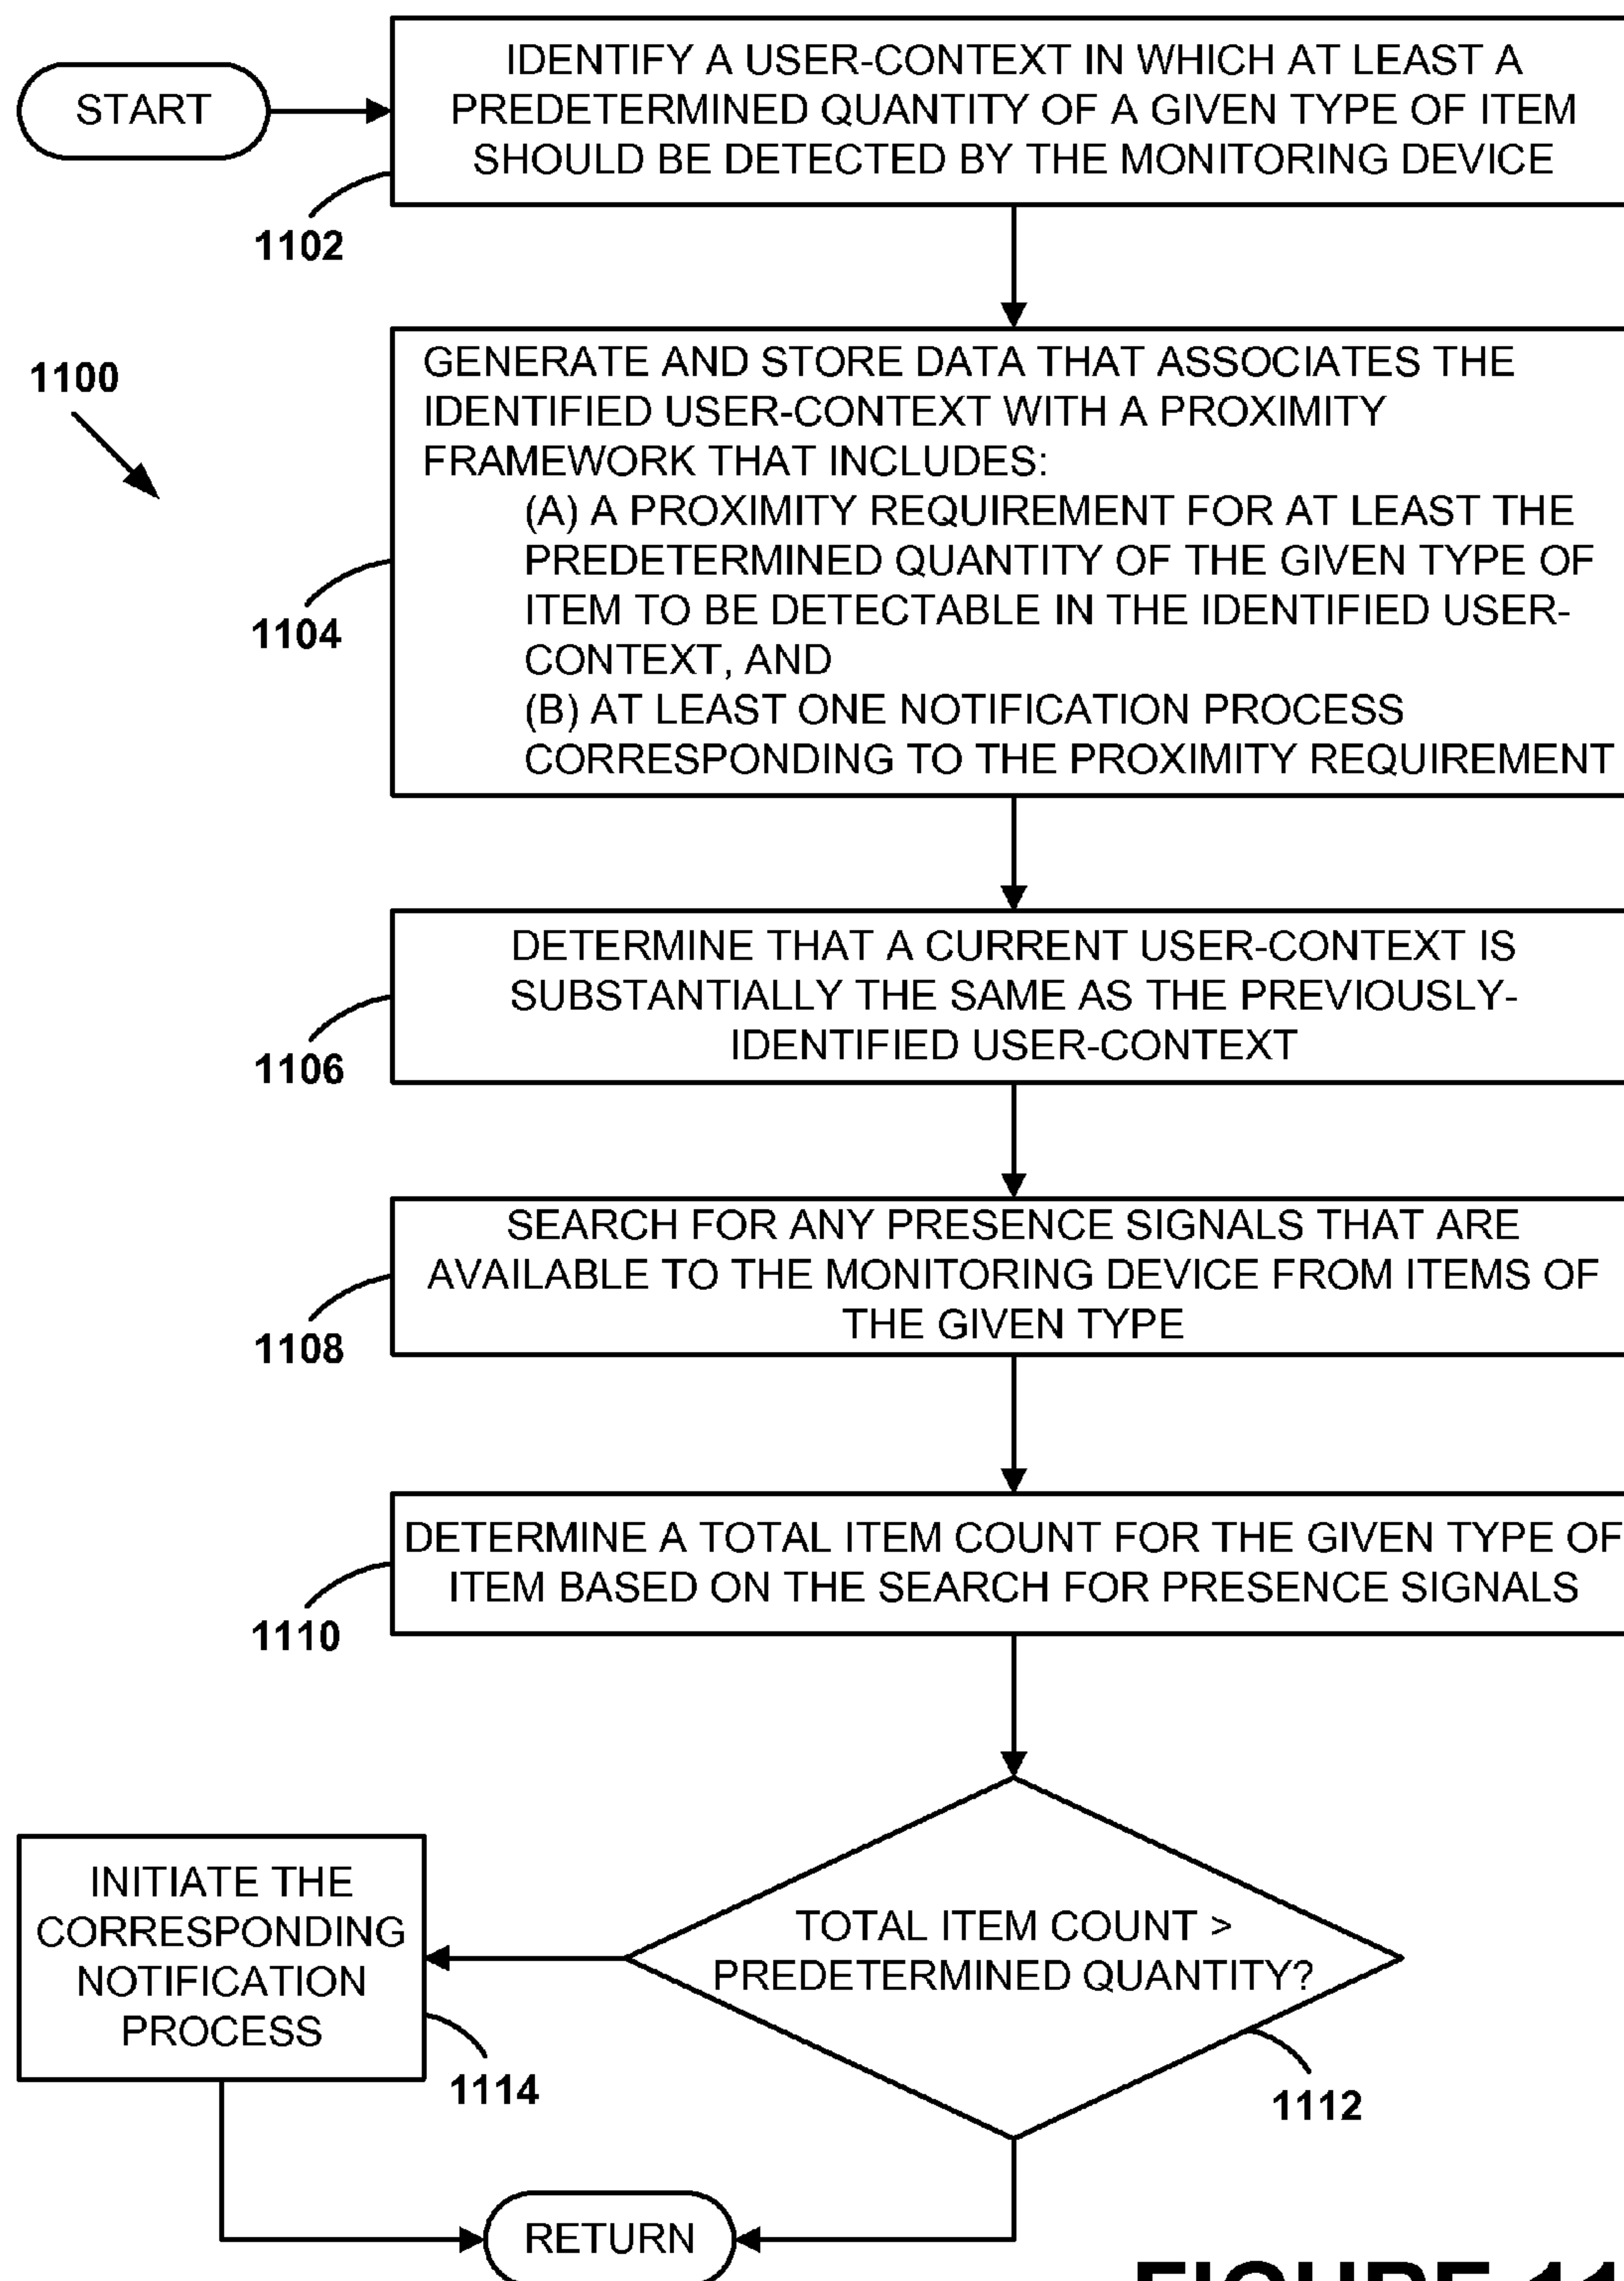 START
IDENTIFY A USER-CONTEXT IN WHICH AT LEAST A
PREDETERMINED QUANTITY OF A GIVEN TYPE OF ITEM
SHOULD BE DETECTED BY THE MONITORING DEVICE
1102
1100
GENERATE AND STORE DATA THAT ASSOCIATES THE
IDENTIFIED USER-CONTEXT WITH A PROXIMITY
FRAMEWORK THAT INCLUDES:
(A) A PROXIMITY REQUIREMENT FOR AT LEAST THE
PREDETERMINED QUANTITY OF THE GIVEN TYPE OF
ITEM TO BE DETECTABLE IN THE IDENTIFIED USER-
CONTEXT, AND
(B) AT LEAST ONE NOTIFICATION PROCESS
CORRESPONDING TO THE PROXIMITY REQUIREMENT
1104
DETERMINE THAT A CURRENT USER-CONTEXT IS
SUBSTANTIALLY THE SAME AS THE PREVIOUSLY-
IDENTIFIED USER-CONTEXT
1106
SEARCH FOR ANY PRESENCE SIGNALS THAT ARE
AVAILABLE TO THE MONITORING DEVICE FROM ITEMS OF
THE GIVEN TYPE
1108
DETERMINE A TOTAL ITEM COUNT FOR THE GIVEN TYPE OF
ITEM BASED ON THE SEARCH FOR PRESENCE SIGNALS
1110
TOTAL ITEM COUNT >
PREDETERMINED QUANTITY?
1112
INITIATE THE
CORRESPONDING
NOTIFICATION
PROCESS
1114
RETURN
FIGURE 11